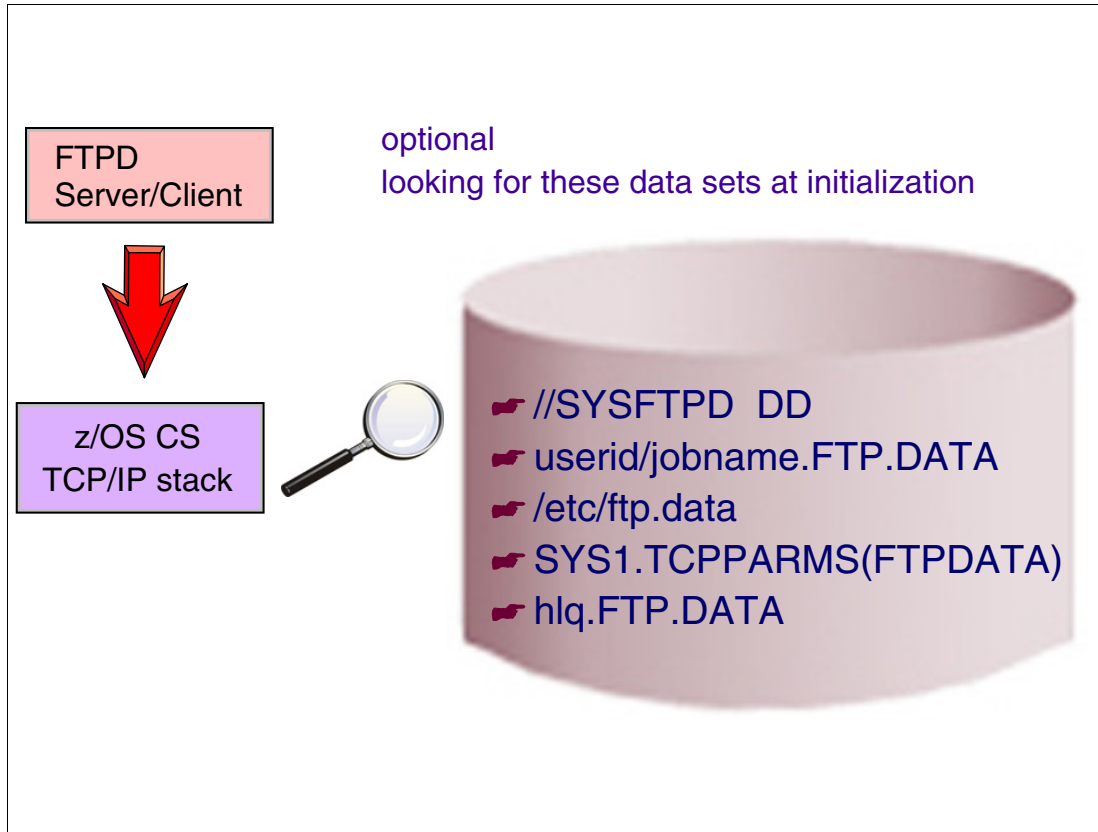 FTPD
Server/Client
optional
looking for these data sets at initialization
z/OS CS
TCP/IP stack
//SYSFTPD DD
userid/jobname.FTP.DATA
/etc/ftp.data
SYS1.TCPPARMS(FTPDATA)
hlq.FTP.DATA